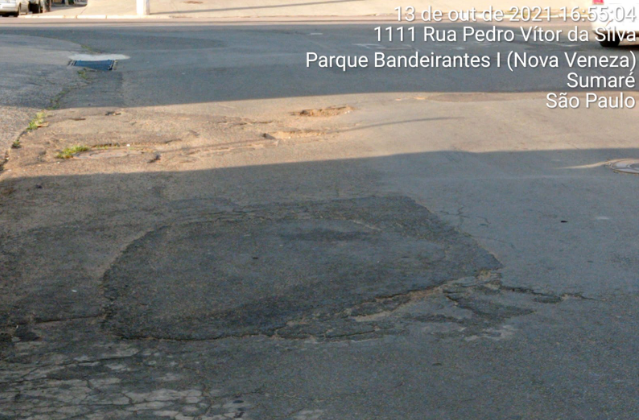 13 de out de 2021 16:55:04
1111 Rua Pedro Vítor da Silva
Parque Bandeirantes I (Nova Veneza)
Sumaré
São Paulo